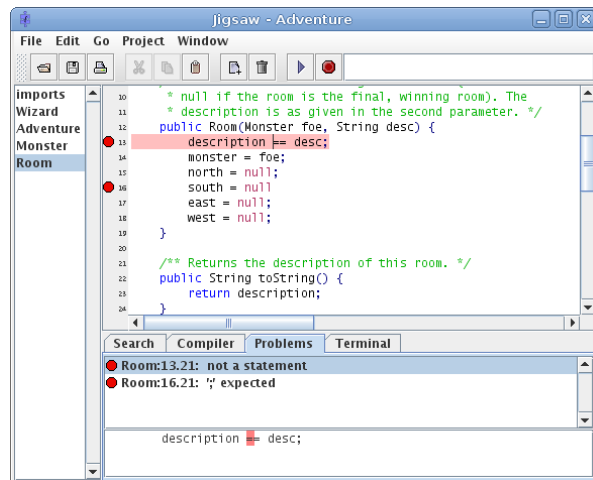 Jigsaw - Adventure
File Edit Go Project Window
imports
Wizard
Adventure
Monster
Room
10 * null if the room is the final, winning room). The
11 * description is as given in the second parameter. */
12 public Room(Monster foe, String desc) {
13 description == desc;
14 monster = foe;
15 north = null;
16 south = null
17 east = null;
18 west = null;
19 }
20
21 /** Returns the description of this room. */
22 public String toString() {
23 return description;
24 }
Search Compiler Problems Terminal
Room:13.21: not a statement
Room:16.21: ';' expected
description == desc;